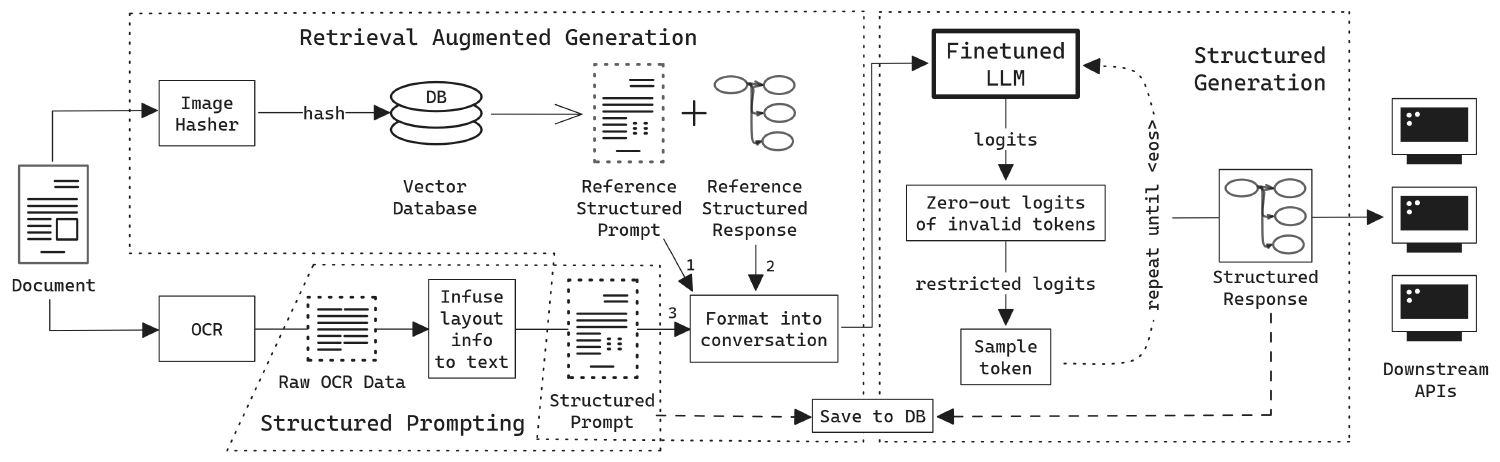 Retrieval Augmented Generation
Image
Hasher
hash
DB
Vector
Database
+
Reference
Structured
Prompt
Reference
Structured
Response
1
2
Document
OCR
Raw OCR Data
Infuse
layout
info
to text
Structured
Prompt
3
Format into
conversation
Structured Prompting
Save to DB
Finetuned
LLM
Structured
Generation
logits
Zero-out logits
of invalid tokens
restricted logits
Sample
token
repeat until <eos>
Structured
Response
Downstream
APIs